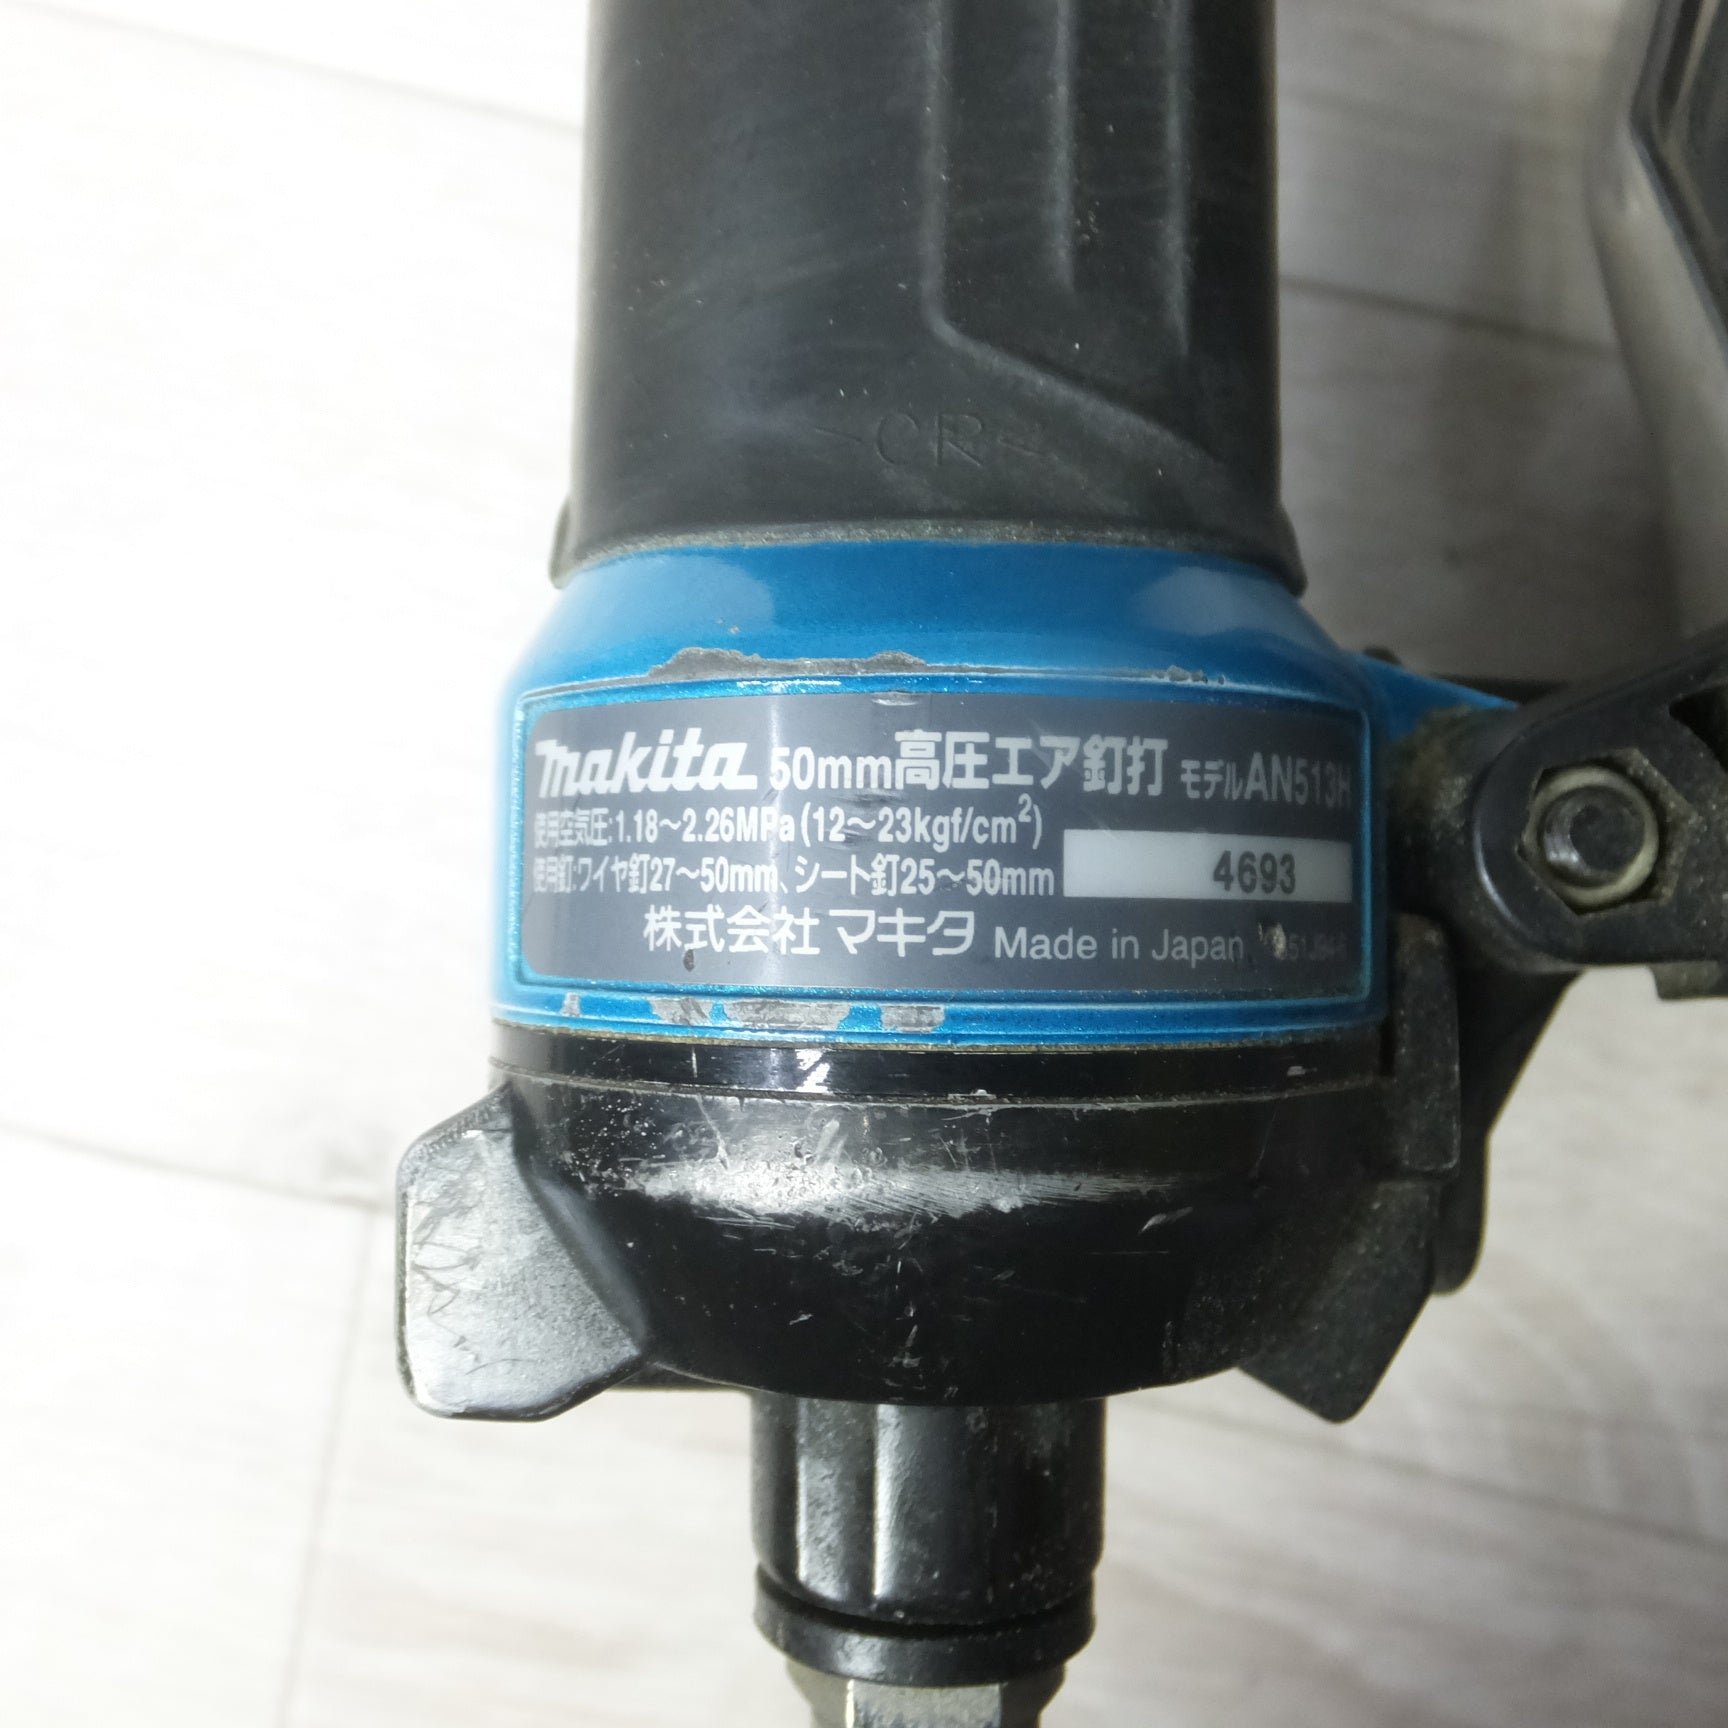 CR
makita 50mm高圧エア釘打 モデルAN513H
使用空気圧:1.18～2.26MPa(12～23kgf/cm²)
使用釘:ワイヤ釘27～50mm、シート釘25～50mm
4693
株式会社マキタ Made in Japan